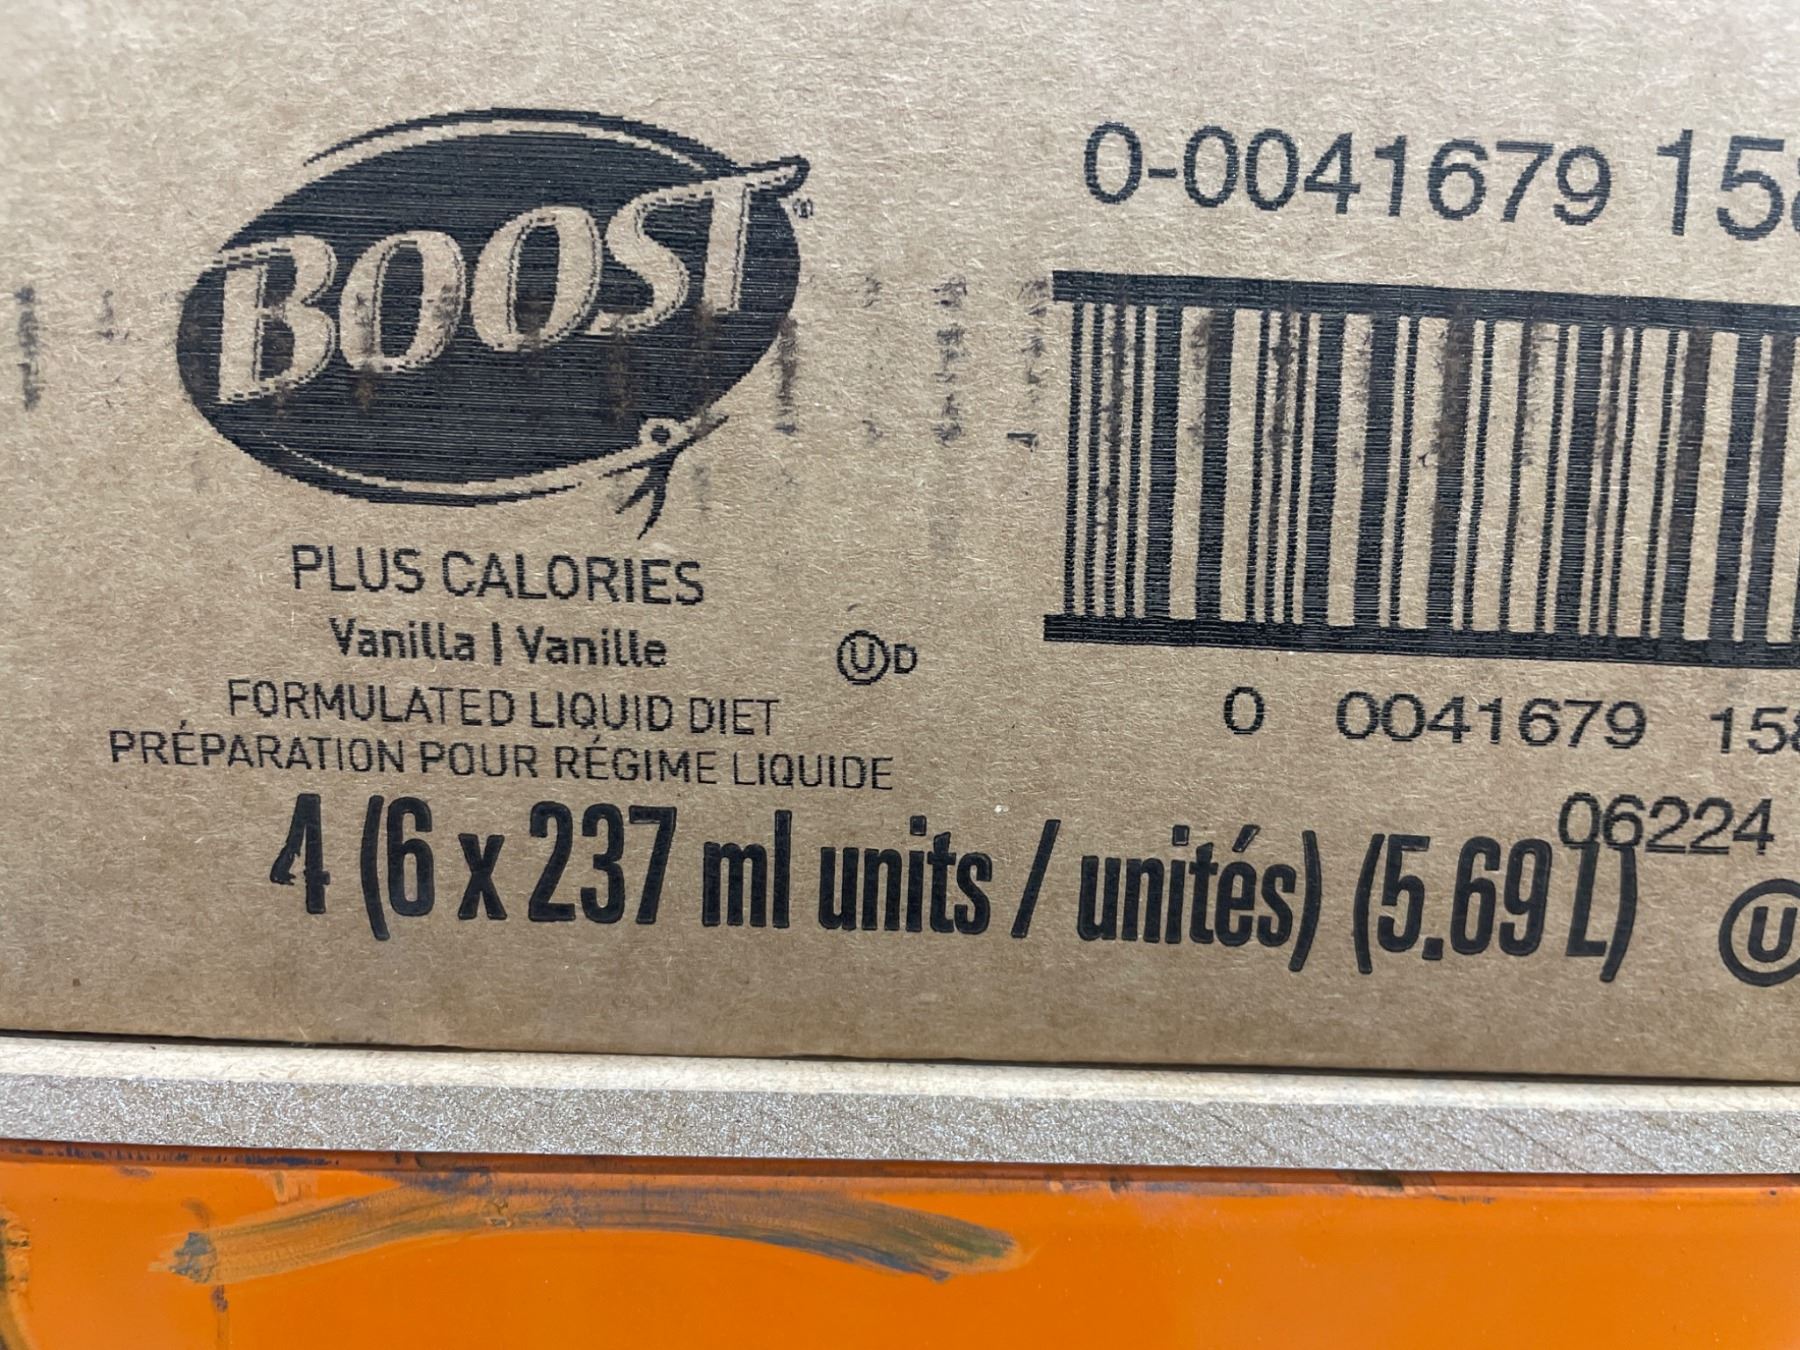 BOOST®
PLUS CALORIES
Vanilla | Vanille
UD
FORMULATED LIQUID DIET
PRÉPARATION POUR RÉGIME LIQUIDE
4 (6 x 237 ml units / unités) (5.69 L)
0-0041679 15
0 0041679 15
06224
U